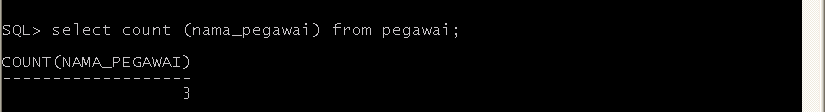 SQL> select count (nama_pegawai) from pegawai;
COUNT(NAMA_PEGAWAI)
-------------------
3